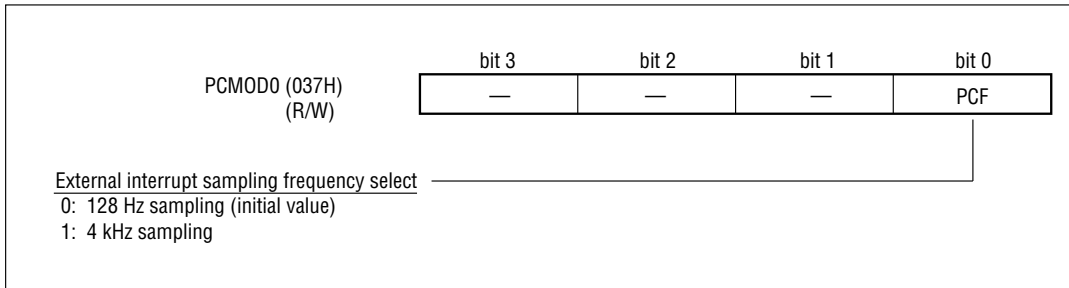 bit 3 bit 2 bit 1 bit 0
PCMOD0 (037H) — — — PCF
(R/W)
External interrupt sampling frequency select
0: 128 Hz sampling (initial value)
1: 4 kHz sampling